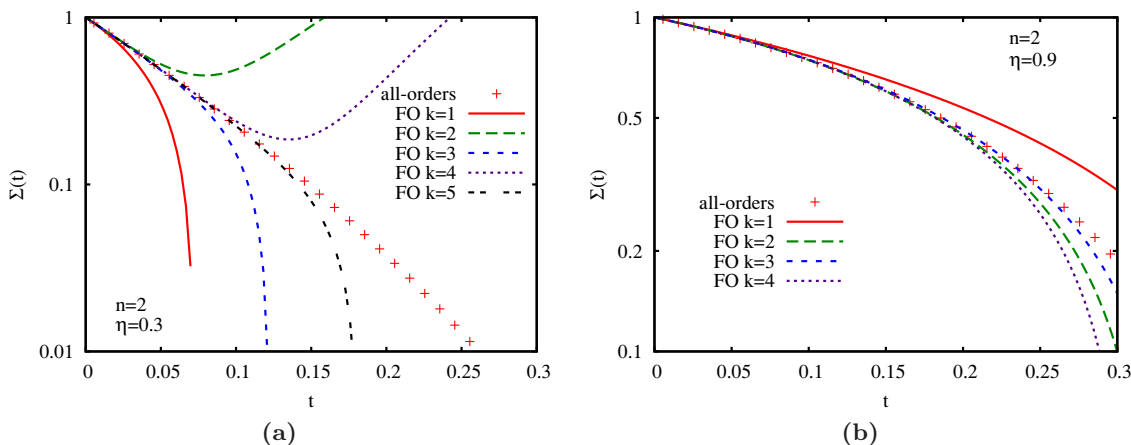 1
0.1
0.01
Σ(t)
0
0.05
0.1
0.15
0.2
0.25
0.3
t
all-orders
FO k=1
FO k=2
FO k=3
FO k=4
FO k=5
n=2
η=0.3
(a)
1
0.5
0.2
0.1
Σ(t)
0
0.05
0.1
0.15
0.2
0.25
0.3
t
n=2
η=0.9
all-orders
FO k=1
FO k=2
FO k=3
FO k=4
(b)